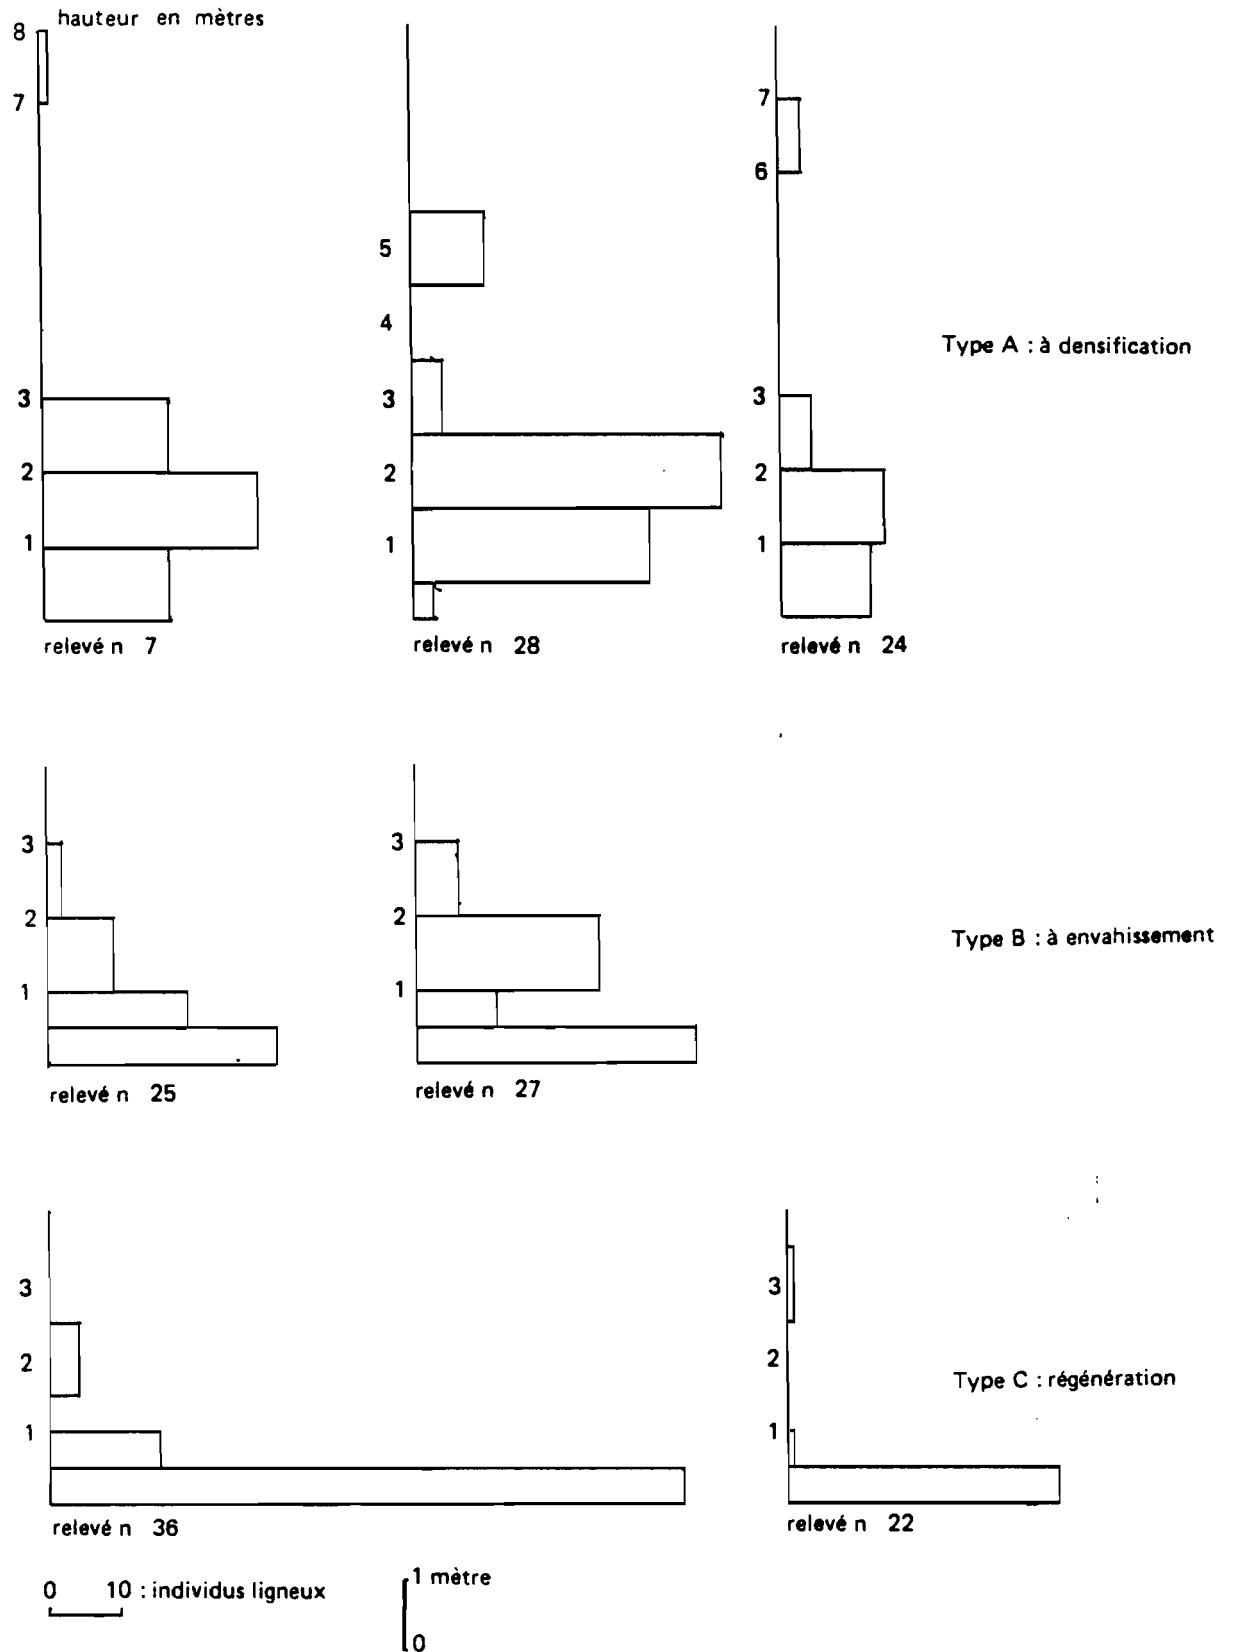 hauteur en mètres
8
7
3
2
1
relevé n 7
5
4
3
2
1
relevé n 28
7
6
3
2
1
relevé n 24
Type A : à densification
3
2
1
relevé n 25
3
2
1
relevé n 27
Type B : à envahissement
3
2
1
relevé n 36
3
2
1
relevé n 22
Type C : régénération
0 10 : individus ligneux
1 mètre
0